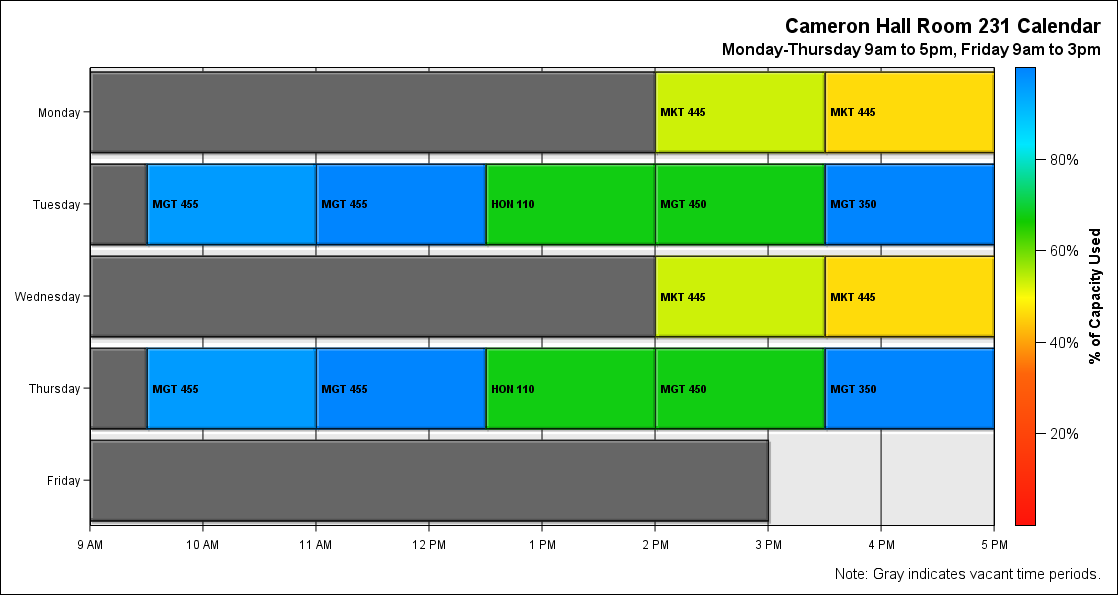 Cameron Hall Room 231 Calendar
Monday-Thursday 9am to 5pm, Friday 9am to 3pm
Monday
MKT 445
MKT 445
Tuesday
MGT 455
MGT 455
HON 110
MGT 450
MGT 350
Wednesday
MKT 445
MKT 445
Thursday
MGT 455
MGT 455
HON 110
MGT 450
MGT 350
Friday
9 AM
10 AM
11 AM
12 PM
1 PM
2 PM
3 PM
4 PM
5 PM
80%
60%
40%
20%
% of Capacity Used
Note: Gray indicates vacant time periods.